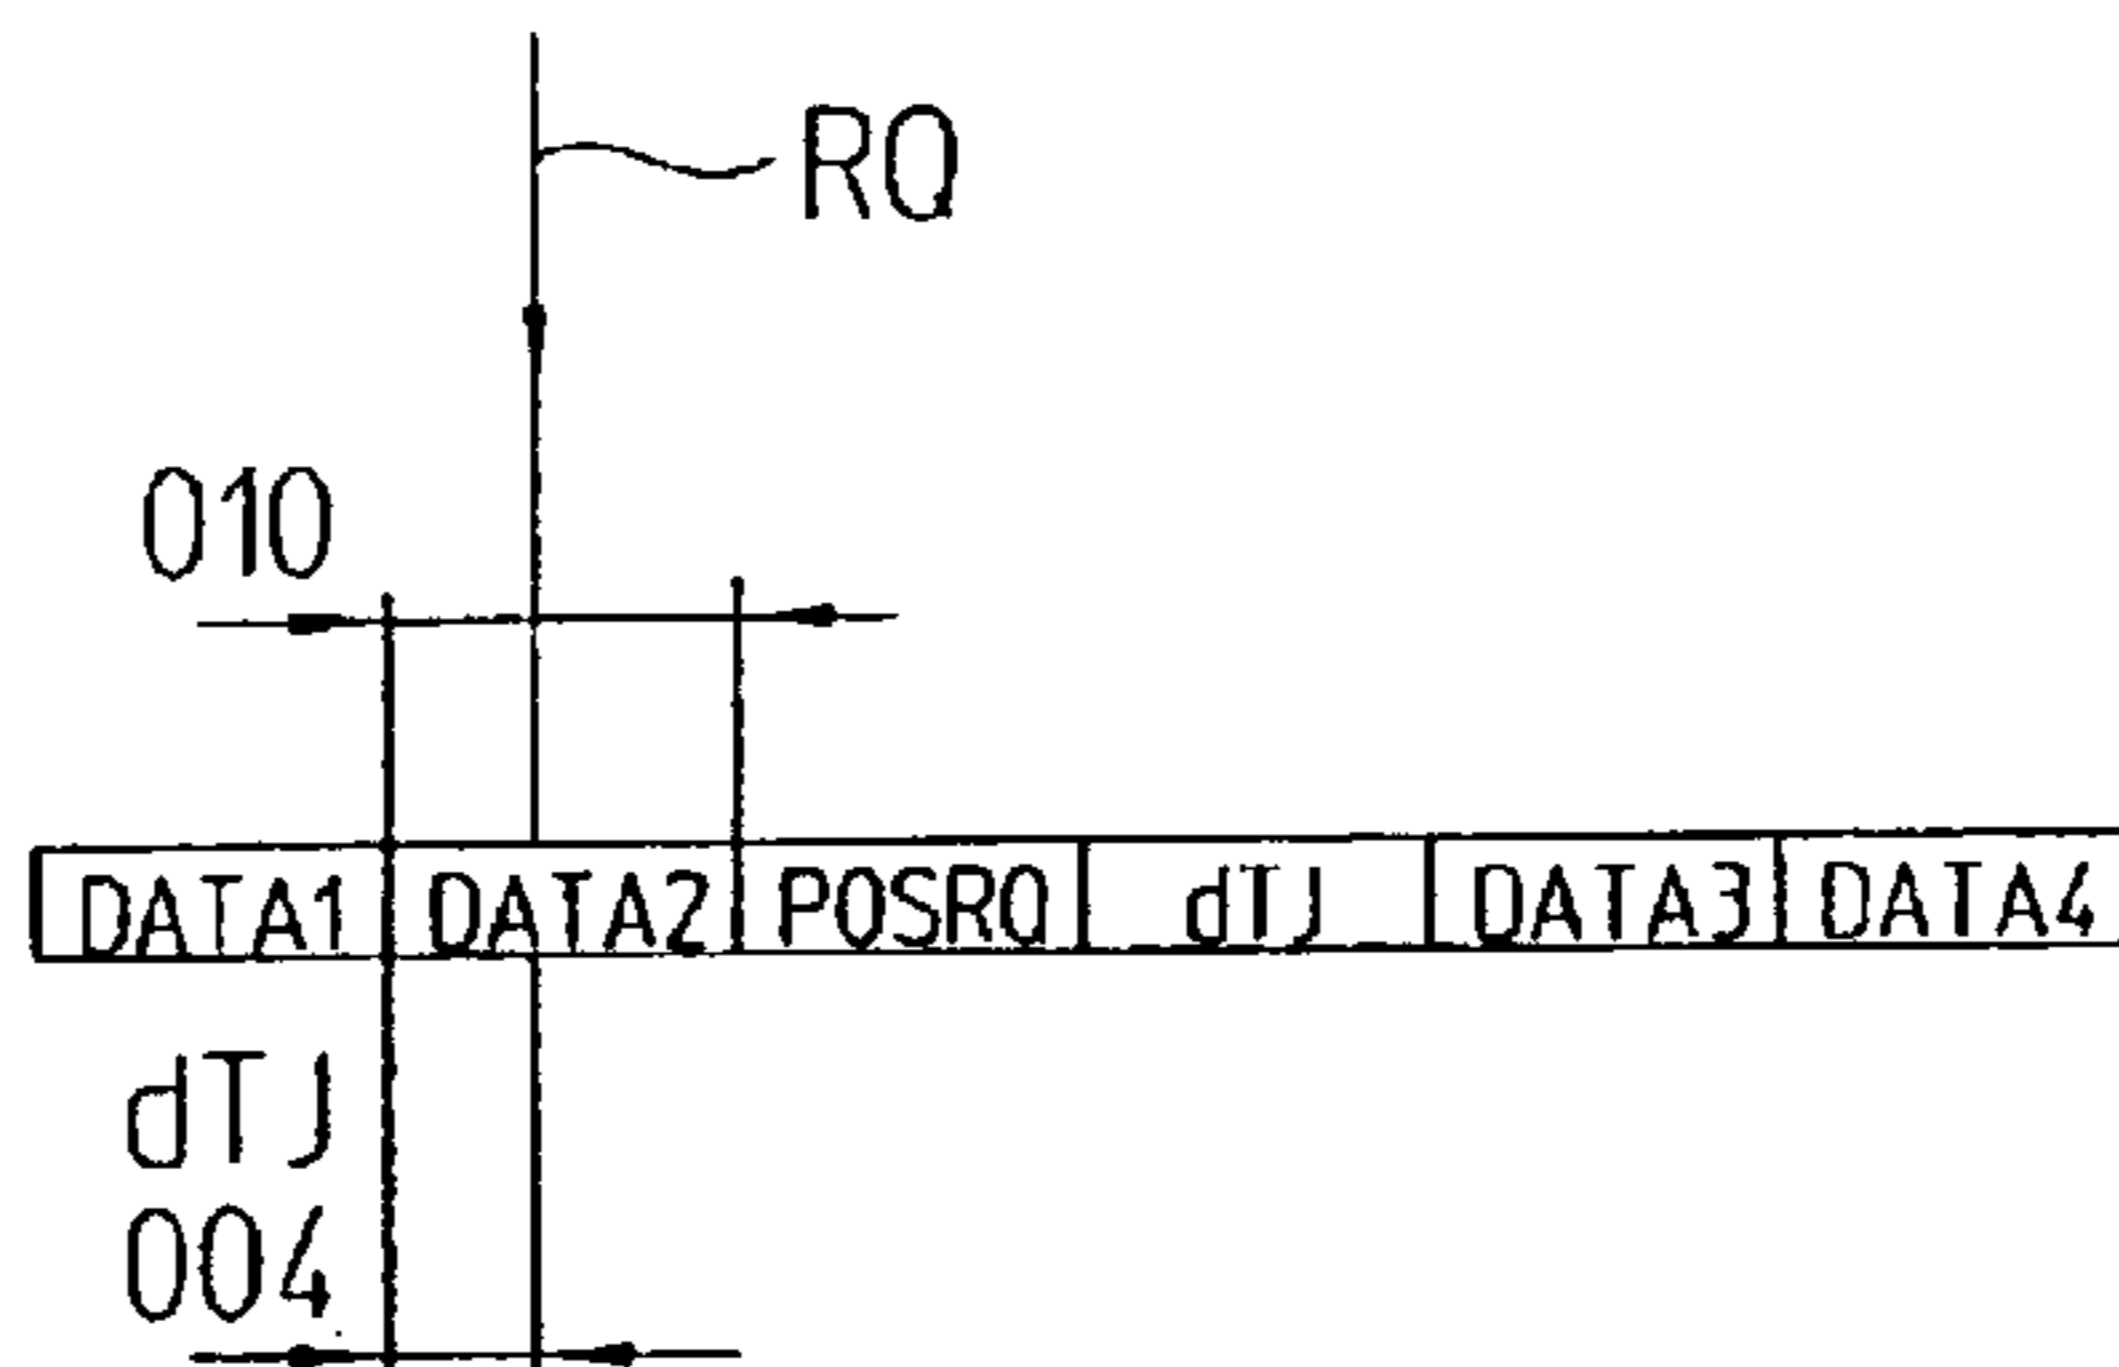 RQ
010
DATA1 DATA2 POSRQ dTJ DATA3 DATA4
dTJ
004